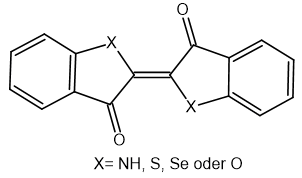 O
X
X
O
X= NH, S, Se oder O